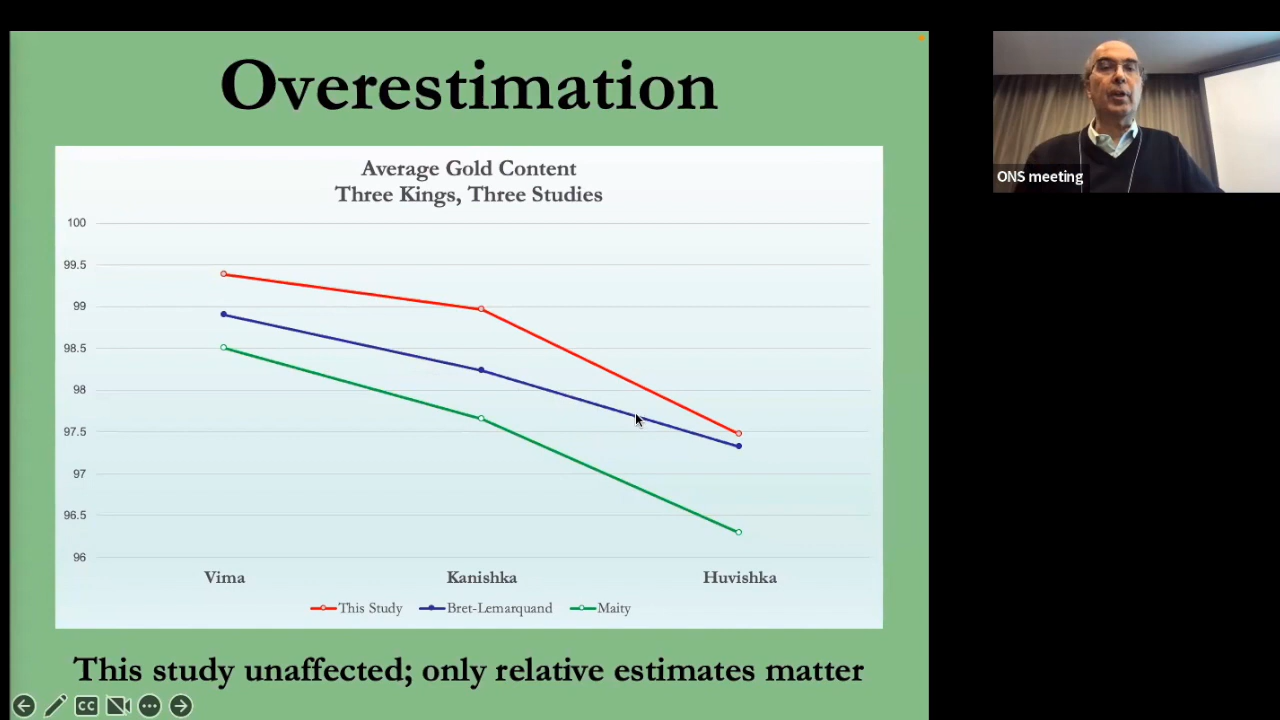 Overestimation
Average Gold Content
Three Kings, Three Studies
100
99.5
99
98.5
98
97.5
97
96.5
96
Vima Kanishka Huvishka
This Study Bret-Lemarquand Maity
This study unaffected; only relative estimates matter
CC
ONS meeting